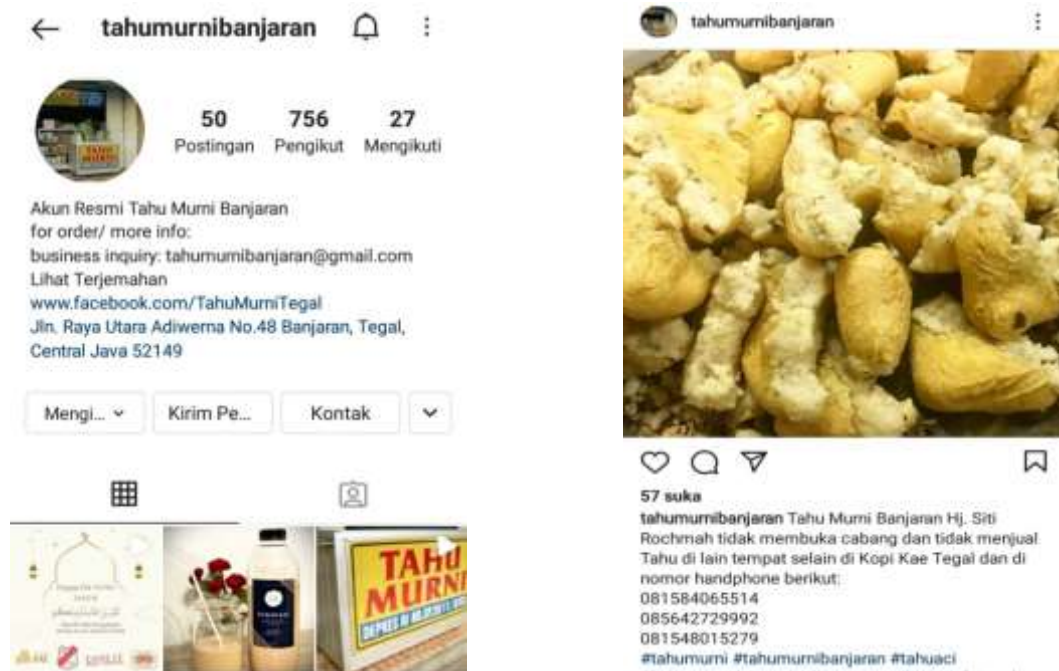 tahumurnibanjaran
50 756 27
Postingan Pengikut Mengikuti
Akun Resmi Tahu Murni Banjaran
for order/ more info:
business inquiry: tahumurnibanjaran@gmail.com
Lihat Terjemahan
www.facebook.com/TahuMurniTegal
Jln. Raya Utara Adiwerna No.48 Banjaran, Tegal,
Central Java 52149
Mengi... Kirim Pe... Kontak
TAHU
MURNI
tahumurnibanjaran
57 suka
tahumurnibanjaran Tahu Murni Banjaran Hj. Siti
Rochmah tidak membuka cabang dan tidak menjual
Tahu di lain tempat selain di Kopi Kae Tegal dan di
nomor handphone berikut:
081584065514
085642729992
081548015279
#tahumurni #tahumurnibanjaran #tahuaci